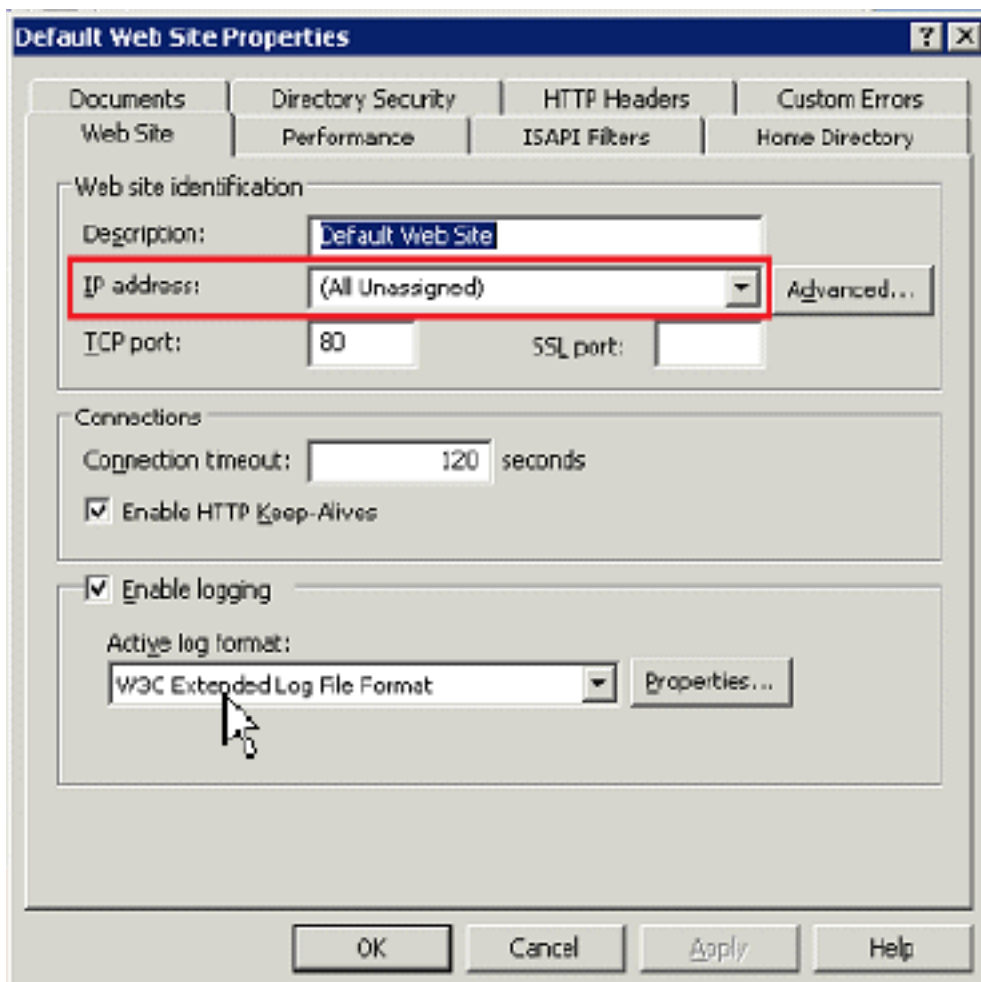 Default Web Site Properties
Documents Directory Security HTTP Headers Custom Errors
Web Site Performance ISAPI Filters Home Directory
Web site identification
Description: Default Web Site
IP address: (All Unassigned) Advanced...
TCP port: 80 SSL port:
Connections
Connection timeout: 120 seconds
Enable HTTP Keep-Alives
Enable logging
Active log format:
W3C Extended Log File Format Properties...
OK Cancel Apply Help